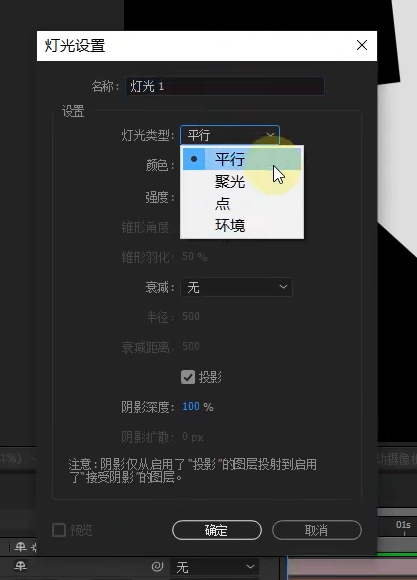 灯光设置
名称: 灯光 1
设置
灯光类型: 平行
平行
颜色:
聚光
强度:
点
锥形角度:
环境
锥形羽化: 50 %
衰减: 无
半径: 500
衰减距离: 500
投影
阴影深度: 100 %
阴影扩散: 0 px
注意:阴影仅从启用了“投影”的图层投射到启用
了“接受阴影”的图层。
动摄像机
预览
确定
取消
01s
无